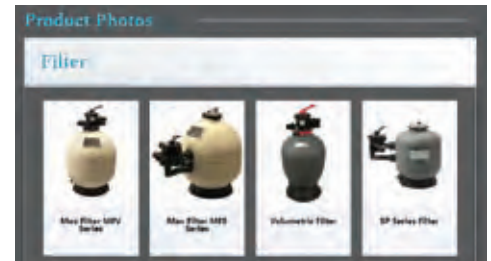 Product Photos
Filter
Max Filter MFV
Series
Max Filter MFS
Series
Volumetric Filter
SP Series Filter